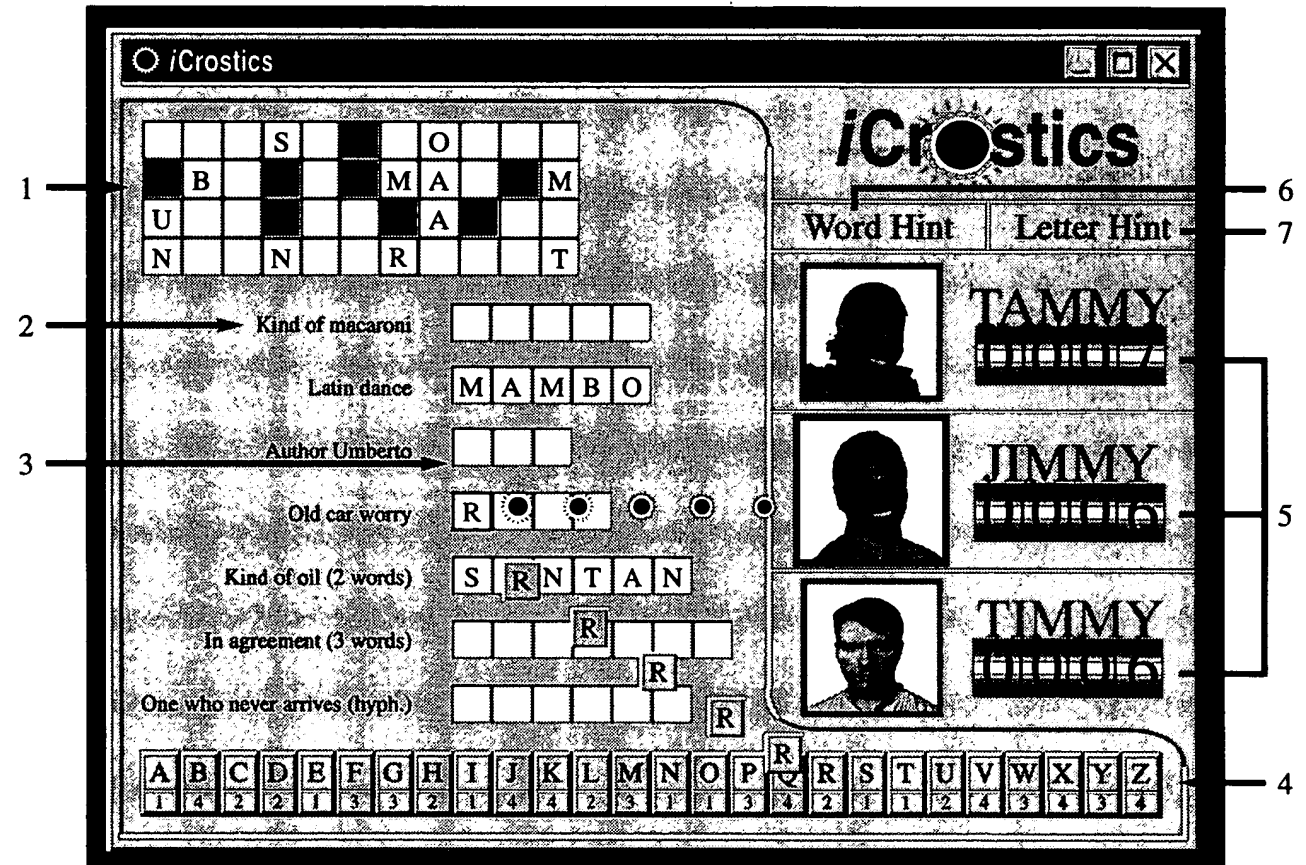 iCrostics
iCrostics
S O
B M A M
U A
N N R T
1
2
3
4
5
6
7
Word Hint
Letter Hint
Kind of macaroni
Latin dance
M A M B O
Author Umberto
Old car worry
R
Kind of oil (2 words)
S R N T A N
In agreement (3 words)
R
R
One who never arrives (hyph.)
R
R
TAMMY
JIMMY
TIMMY
A B C D E F G H I J K L M N O P Q R S T U V W X Y Z
1 4 2 2 1 3 3 2 1 4 4 2 3 1 1 3 4 2 1 1 2 4 3 4 3 4